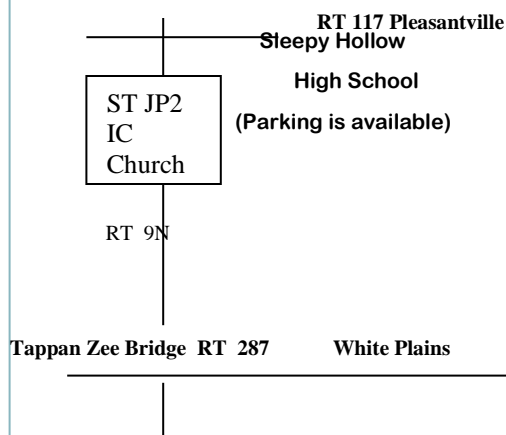 RT 117 Pleasantville
Sleepy Hollow
High School
(Parking is available)
ST JP2
IC
Church
RT 9N
Tappan Zee Bridge RT 287 White Plains